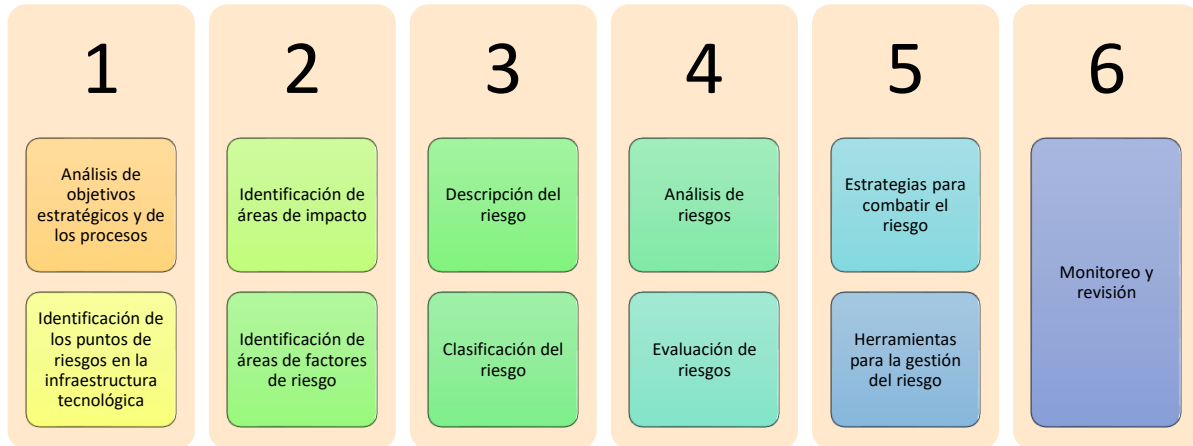 1
Análisis de
objetivos
estratégicos y de
los procesos
Identificación de
los puntos de
riesgos en la
infraestructura
tecnológica
2
Identificación de
áreas de impacto
Identificación de
áreas de factores
de riesgo
3
Descripción del
riesgo
Clasificación del
riesgo
4
Análisis de
riesgos
Evaluación de
riesgos
5
Estrategias para
combatir el
riesgo
Herramientas
para la gestión
del riesgo
6
Monitoreo y
revisión